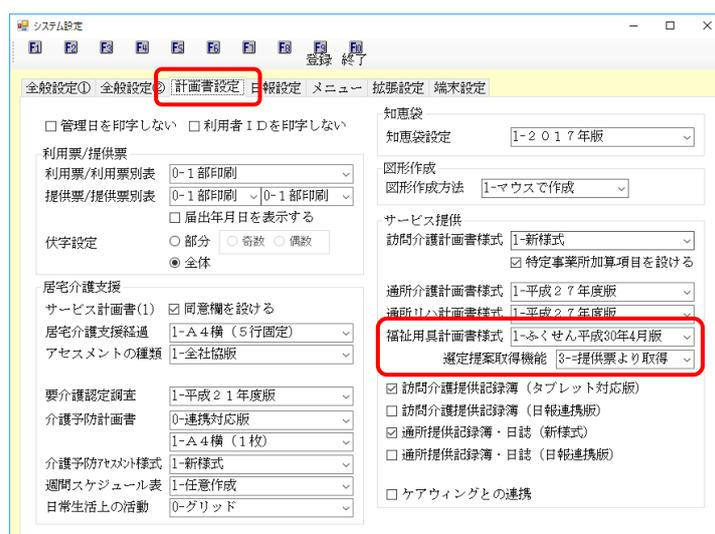 システム設定
F1 F2 F3 F4 F5 F6 F7 F8 F9 F10
登録 終了
全般設定① 全般設定② 計画書設定 日報設定 メニュー 拡張設定 端末設定
□管理日を印字しない □利用者ＩＤを印字しない
利用票/提供票
利用票/利用票別表 0-１部印刷
提供票/提供票別表 0-１部印刷 0-１部印刷
□届出年月日を表示する
伏字設定 ○部分 ○奇数 ○偶数
◉全体
居宅介護支援
サービス計画書(1) ☑同意欄を設ける
居宅介護支援経過 1-Ａ４横（５行固定）
アセスメントの種類 1-全社協版
要介護認定調査 1-平成２１年度版
介護予防計画書 0-連携対応版
1-Ａ４横（１枚）
介護予防ｱｾｽﾒﾝﾄ様式 1-新様式
週間スケジュール表 1-任意作成
日常生活上の活動 0-グリッド
知恵袋
知恵袋設定 1-２０１７年版
図形作成
図形作成方法 1-マウスで作成
サービス提供
訪問介護計画書様式 1-新様式
☑特定事業所加算項目を設ける
通所介護計画書様式 1-平成２７年度版
通所リハ計画書様式 1-平成２７年度版
福祉用具計画書様式 1-ふくせん平成30年4月版
選定提案取得機能 3-=提供票より取得
☑訪問介護提供記録簿（タブレット対応版）
□訪問介護提供記録簿（日報連携版）
☑通所提供記録簿・日誌（新様式）
□通所提供記録簿・日誌（日報連携版）
□ケアウィングとの連携